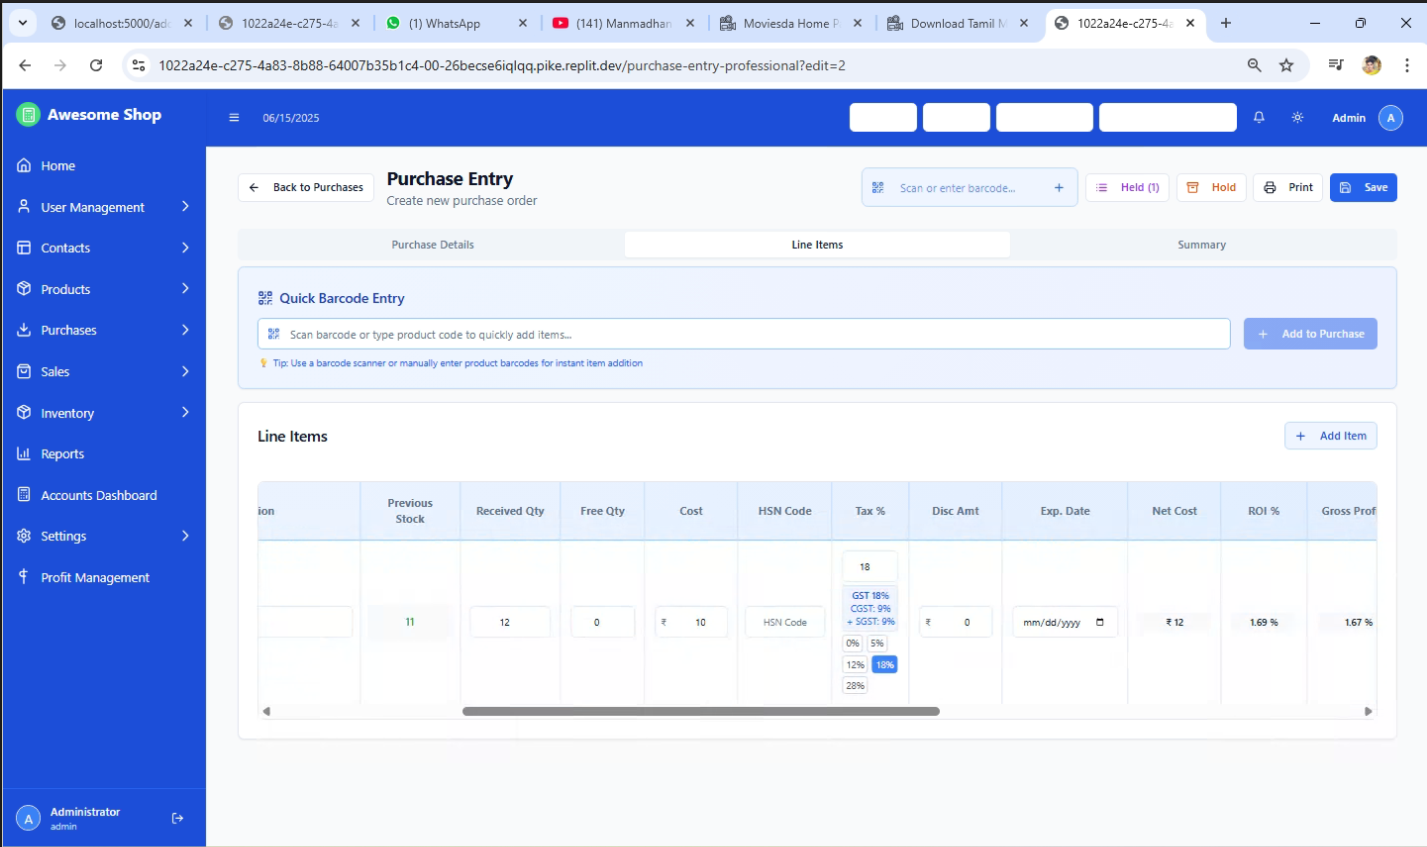 localhost:5000/add
1022a24e-c275-4a
(1) WhatsApp
(141) Manmadhan
Moviesda Home P
Download Tamil M
1022a24e-c275-4a
1022a24e-c275-4a83-8b88-64007b35b1c4-00-26becse6iqlqq.pike.replit.dev/purchase-entry-professional?edit=2
Awesome Shop
06/15/2025
Admin
A
Home
User Management
Contacts
Products
Purchases
Sales
Inventory
Reports
Accounts Dashboard
Settings
Profit Management
A
Administrator
admin
Back to Purchases
Purchase Entry
Create new purchase order
Scan or enter barcode...
+
Held (1)
Hold
Print
Save
Purchase Details
Line Items
Summary
Quick Barcode Entry
Scan barcode or type product code to quickly add items...
+ Add to Purchase
Tip: Use a barcode scanner or manually enter product barcodes for instant item addition
Line Items
+ Add Item
ion
Previous
Stock
Received Qty
Free Qty
Cost
HSN Code
Tax %
Disc Amt
Exp. Date
Net Cost
ROI %
Gross Prof
11
12
0
₹ 10
HSN Code
18
GST 18%
CGST: 9%
+ SGST: 9%
0% 5%
12% 18%
28%
₹ 0
mm/dd/yyyy
₹ 12
1.69 %
1.67 %